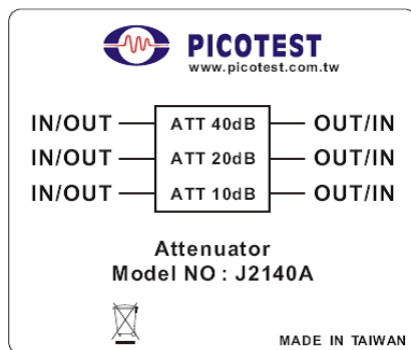 PICOTEST
www.picotest.com.tw
IN/OUT ATT 40dB OUT/IN
IN/OUT ATT 20dB OUT/IN
IN/OUT ATT 10dB OUT/IN
Attenuator
Model NO : J2140A
MADE IN TAIWAN